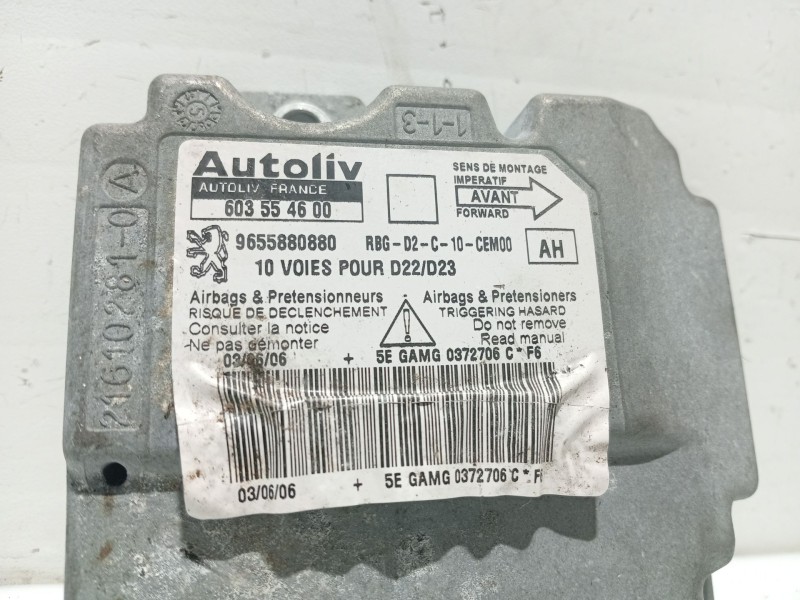 1-1-3
21610281-0 A
Autoliv
AUTOLIV FRANCE
603 55 46 00
SENS DE MONTAGE
IMPERATIF
AVANT
FORWARD
9655880880 RBG-D2-C-10-CEM00 AH
10 VOIES POUR D22/D23
Airbags & Pretensionneurs
RISQUE DE DECLENCHEMENT
Consulter la notice
Ne pas démonter
Airbags & Pretensioners
TRIGGERING HASARD
Do not remove
Read manual
03/06/06 + 5E GAMG 0372706 C * F6
03/06/06 + 5E GAMG 0372706 C * F6